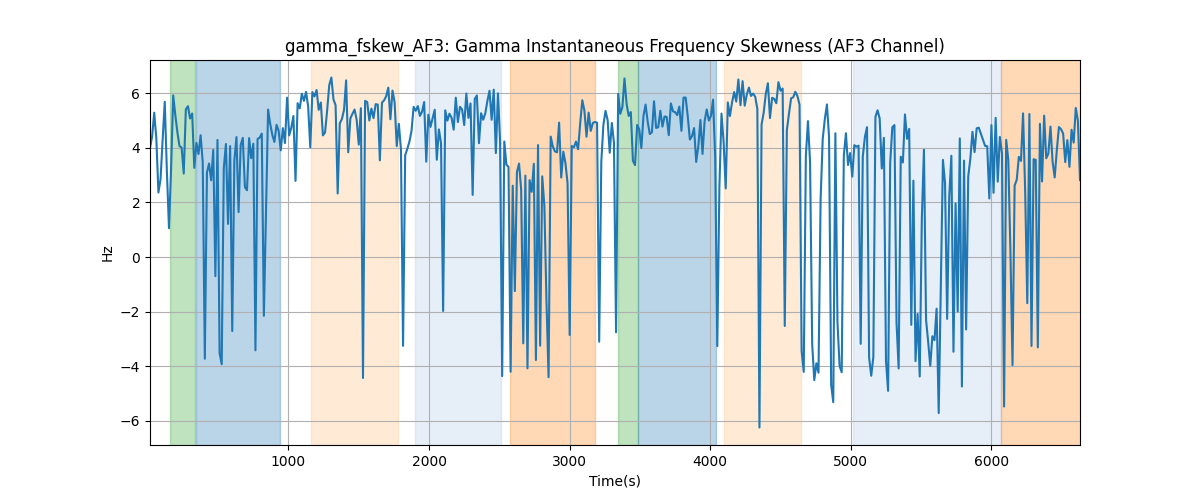 gamma_fskew_AF3: Gamma Instantaneous Frequency Skewness (AF3 Channel)
6
4
2
0
−2
−4
−6
Hz
1000 2000 3000 4000 5000 6000
Time(s)